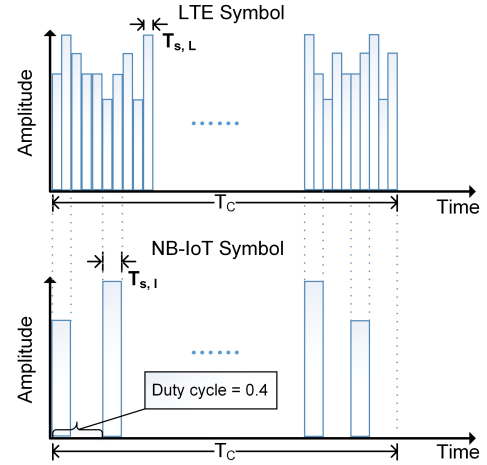 LTE Symbol
Ts, L
Amplitude
......
TC
Time
NB-IoT Symbol
Ts, I
Amplitude
......
Duty cycle = 0.4
TC
Time